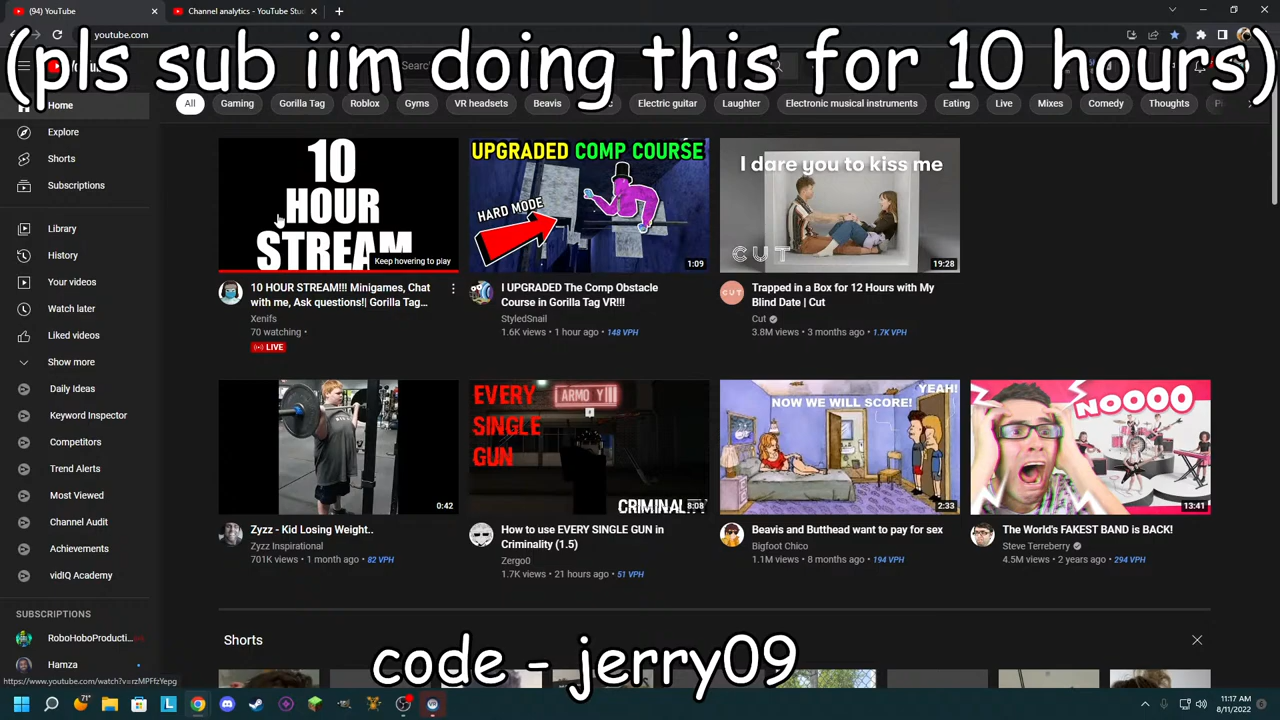 (94) YouTube
Channel analytics - YouTube Stu
youtube.com
(pls sub iim doing this for 10 hours)
Search
All
Gaming
Gorilla Tag
Roblox
Gyms
VR headsets
Beavis
Electric guitar
Laughter
Electronic musical instruments
Eating
Live
Mixes
Comedy
Thoughts
Home
Explore
Shorts
Subscriptions
Library
History
Your videos
Watch later
Liked videos
Show more
Daily Ideas
Keyword Inspector
Competitors
Trend Alerts
Most Viewed
Channel Audit
Achievements
vidIQ Academy
SUBSCRIPTIONS
RoboHoboProducti...
Hamza
10
HOUR
STREAM
Keep hovering to play
10 HOUR STREAM!!! Minigames, Chat
with me, Ask questions!| Gorilla Tag...
Xenifs
70 watching •
LIVE
UPGRADED COMP COURSE
HARD MODE
1:09
I UPGRADED The Comp Obstacle
Course in Gorilla Tag VR!!!
StyledSnail
1.6K views • 1 hour ago • 148 VPH
I dare you to kiss me
CUT
19:28
CUT
Trapped in a Box for 12 Hours with My
Blind Date | Cut
Cut
3.8M views • 3 months ago • 1.7K VPH
0:42
Zyzz - Kid Losing Weight..
Zyzz Inspirational
701K views • 1 month ago • 82 VPH
EVERY
SINGLE
GUN
ARMO Y
8:08
How to use EVERY SINGLE GUN in
Criminality (1.5)
Zergo0
1.7K views • 21 hours ago • 51 VPH
YEAH!
NOW WE WILL SCORE!
2:33
Beavis and Butthead want to pay for sex
Bigfoot Chico
1.1M views • 8 months ago • 194 VPH
NOOOO
13:41
The World's FAKEST BAND is BACK!
Steve Terreberry
4.5M views • 2 years ago • 294 VPH
Shorts
code - jerry09
https://www.youtube.com/watch?v=rzMPFfzYepg
71°
11:17 AM
8/11/2022